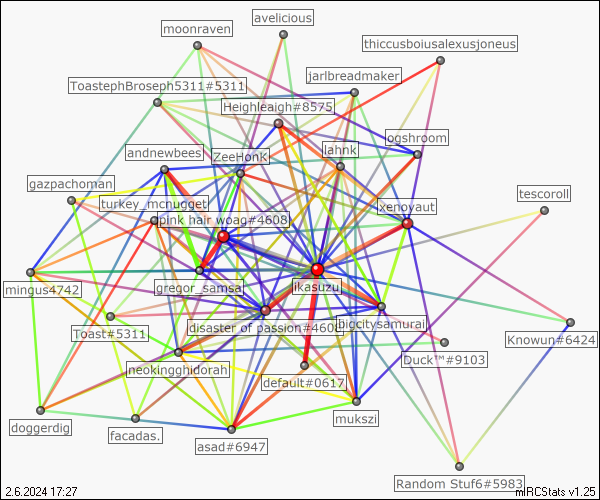 avelicious
moonraven
thiccusboiusalexusjoneus
jarlbreadmaker
ToastephBroseph5311#5311
Heighleaigh#8575
ogshroom
lahnk
andnewbees
ZeeHonK
gazpachoman
tescoroll
turkey_mcnugget
xenoyaut
pink hair woag#4608
mingus4742
gregor_samsa
ikasuzu
disaster of passion#4608
bigcitysamurai
Toast#5311
Knowun#6424
Duck™#9103
neokingghidorah
default#0617
mukszi
doggerdig
facadas.
asad#6947
Random Stuf6#5983
2.6.2024 17:27
mIRCStats v1.25